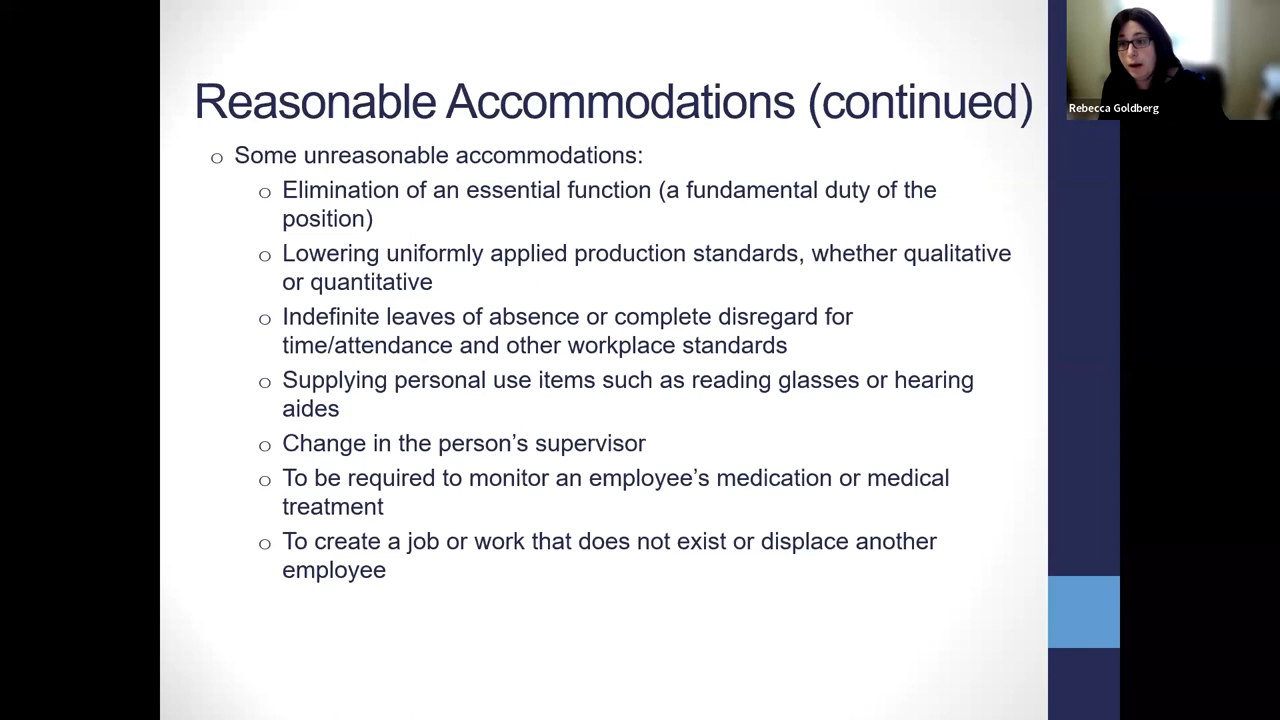 Reasonable Accommodations (continued)
Rebecca Goldberg
o Some unreasonable accommodations:
o Elimination of an essential function (a fundamental duty of the
position)
o Lowering uniformly applied production standards, whether qualitative
or quantitative
o Indefinite leaves of absence or complete disregard for
time/attendance and other workplace standards
o Supplying personal use items such as reading glasses or hearing
aides
o Change in the person’s supervisor
o To be required to monitor an employee’s medication or medical
treatment
o To create a job or work that does not exist or displace another
employee